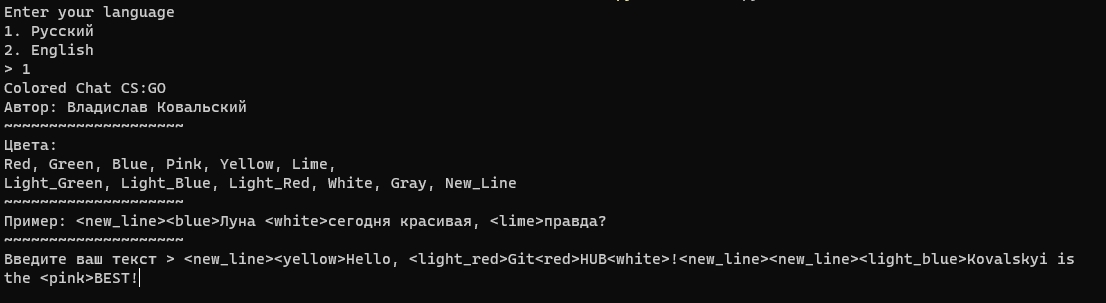 Enter your language
1. Русский
2. English
> 1
Colored Chat CS:GO
Автор: Владислав Ковальский
~~~~~~~~~~~~~~~~~~~~
Цвета:
Red, Green, Blue, Pink, Yellow, Lime,
Light_Green, Light_Blue, Light_Red, White, Gray, New_Line
~~~~~~~~~~~~~~~~~~~~
Пример: <new_line><blue>Луна <white>сегодня красивая, <lime>правда?
~~~~~~~~~~~~~~~~~~~~
Введите ваш текст > <new_line><yellow>Hello, <light_red>Git<red>HUB<white>!<new_line><new_line><light_blue>Kovalskyi is
the <pink>BEST!